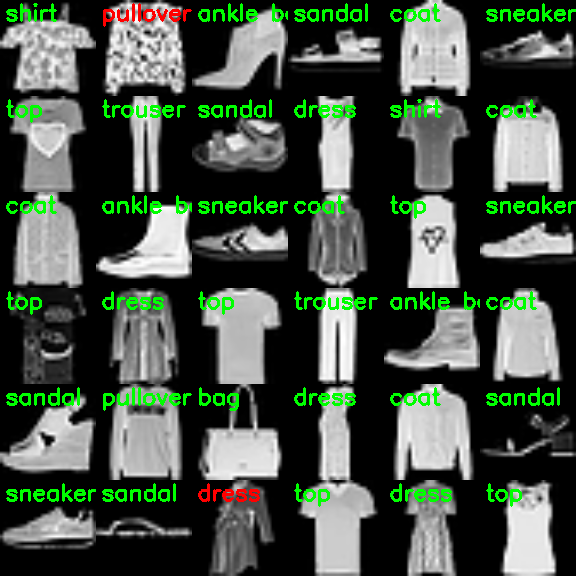 shirt pullover ankle b sandal coat sneaker
top trouser sandal dress shirt coat
coat ankle b sneaker coat top sneaker
top dress top trouser ankle b coat
sandal pullover bag dress coat sandal
sneaker sandal dress top dress top